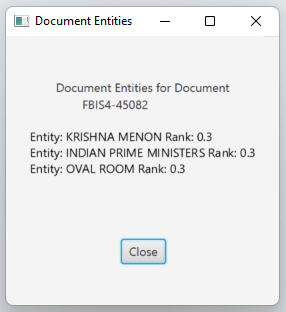 Document Entities
Document Entities for Document
FBIS4-45082
Entity: KRISHNA MENON Rank: 0.3
Entity: INDIAN PRIME MINISTERS Rank: 0.3
Entity: OVAL ROOM Rank: 0.3
Close